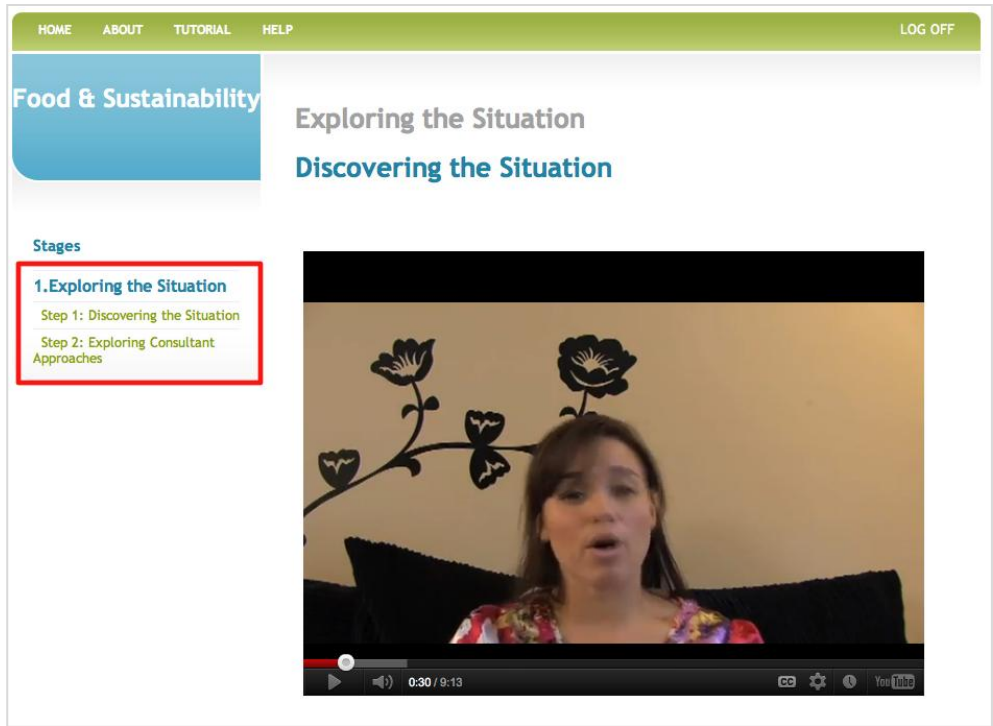 HOME ABOUT TUTORIAL HELP LOG OFF
Food & Sustainability
Exploring the Situation
Discovering the Situation
Stages
1.Exploring the Situation
Step 1: Discovering the Situation
Step 2: Exploring Consultant
Approaches
0:30 / 9:13 CC YouTube